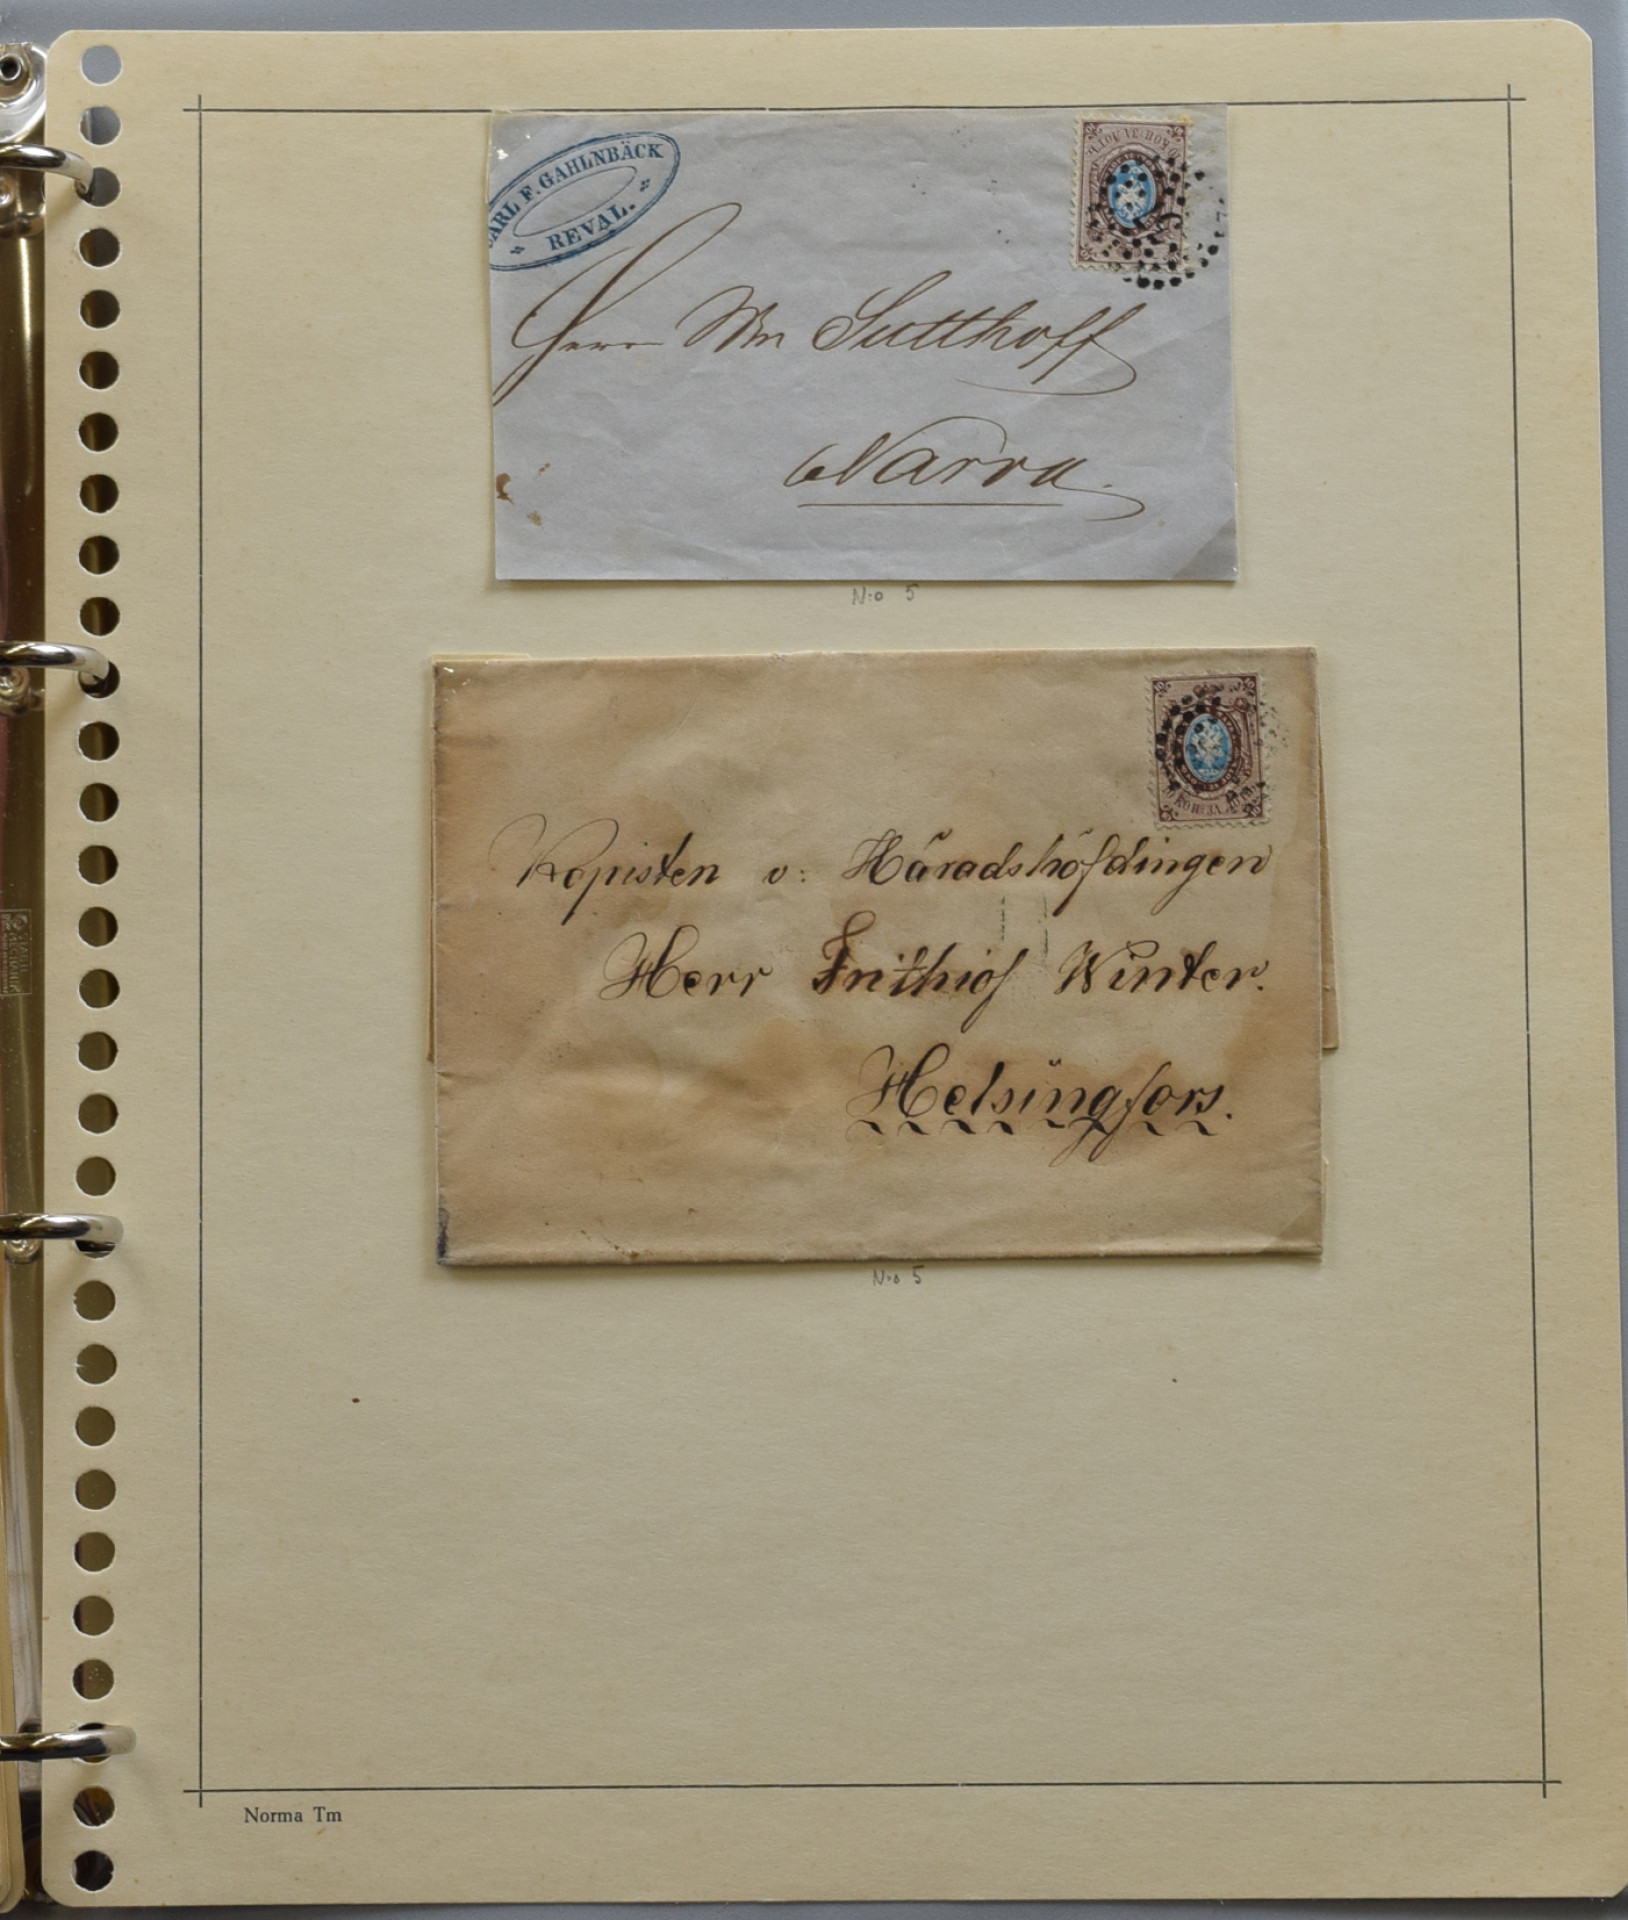 CARL F. GAHLNBÄCK
REVAL.
Herrn Wm Sutthoff
Narva.
N:o 5
Kopisten v: Häradshöfdingen
Herr Frithiof Winter.
Helsingfors.
N:o 5
Norma Tm